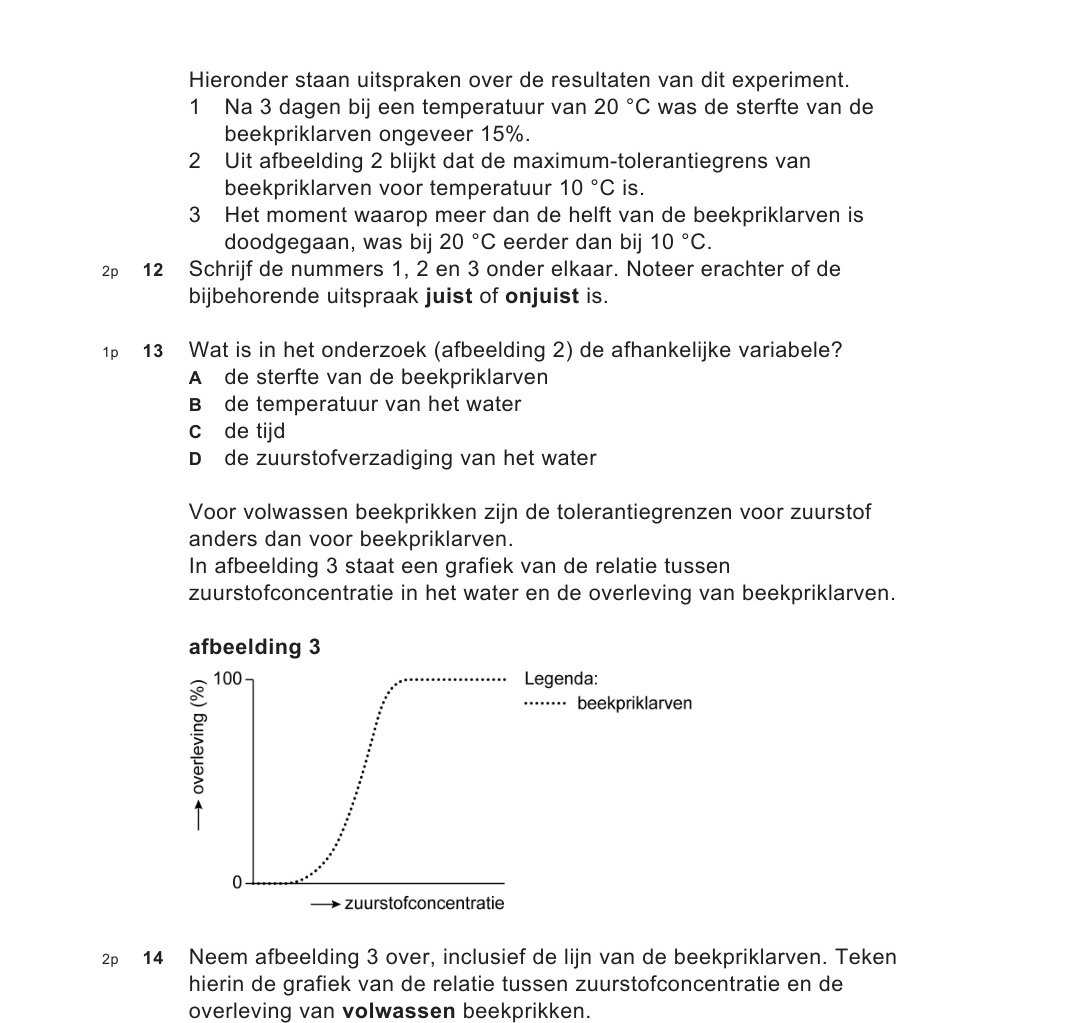 Hieronder staan uitspraken over de resultaten van dit experiment.
1 Na 3 dagen bij een temperatuur van 20 °C was de sterfte van de
beekpriklarven ongeveer 15%.
2 Uit afbeelding 2 blijkt dat de maximum-tolerantiegrens van
beekpriklarven voor temperatuur 10 °C is.
3 Het moment waarop meer dan de helft van de beekpriklarven is
doodgegaan, was bij 20 °C eerder dan bij 10 °C.
2p 12 Schrijf de nummers 1, 2 en 3 onder elkaar. Noteer erachter of de
bijbehorende uitspraak juist of onjuist is.
1p 13 Wat is in het onderzoek (afbeelding 2) de afhankelijke variabele?
A de sterfte van de beekpriklarven
B de temperatuur van het water
C de tijd
D de zuurstofverzadiging van het water
Voor volwassen beekprikken zijn de tolerantiegrenzen voor zuurstof
anders dan voor beekpriklarven.
In afbeelding 3 staat een grafiek van de relatie tussen
zuurstofconcentratie in het water en de overleving van beekpriklarven.
afbeelding 3
overleving (%)
100
0
zuurstofconcentratie
Legenda:
beekpriklarven
2p 14 Neem afbeelding 3 over, inclusief de lijn van de beekpriklarven. Teken
hierin de grafiek van de relatie tussen zuurstofconcentratie en de
overleving van volwassen beekprikken.